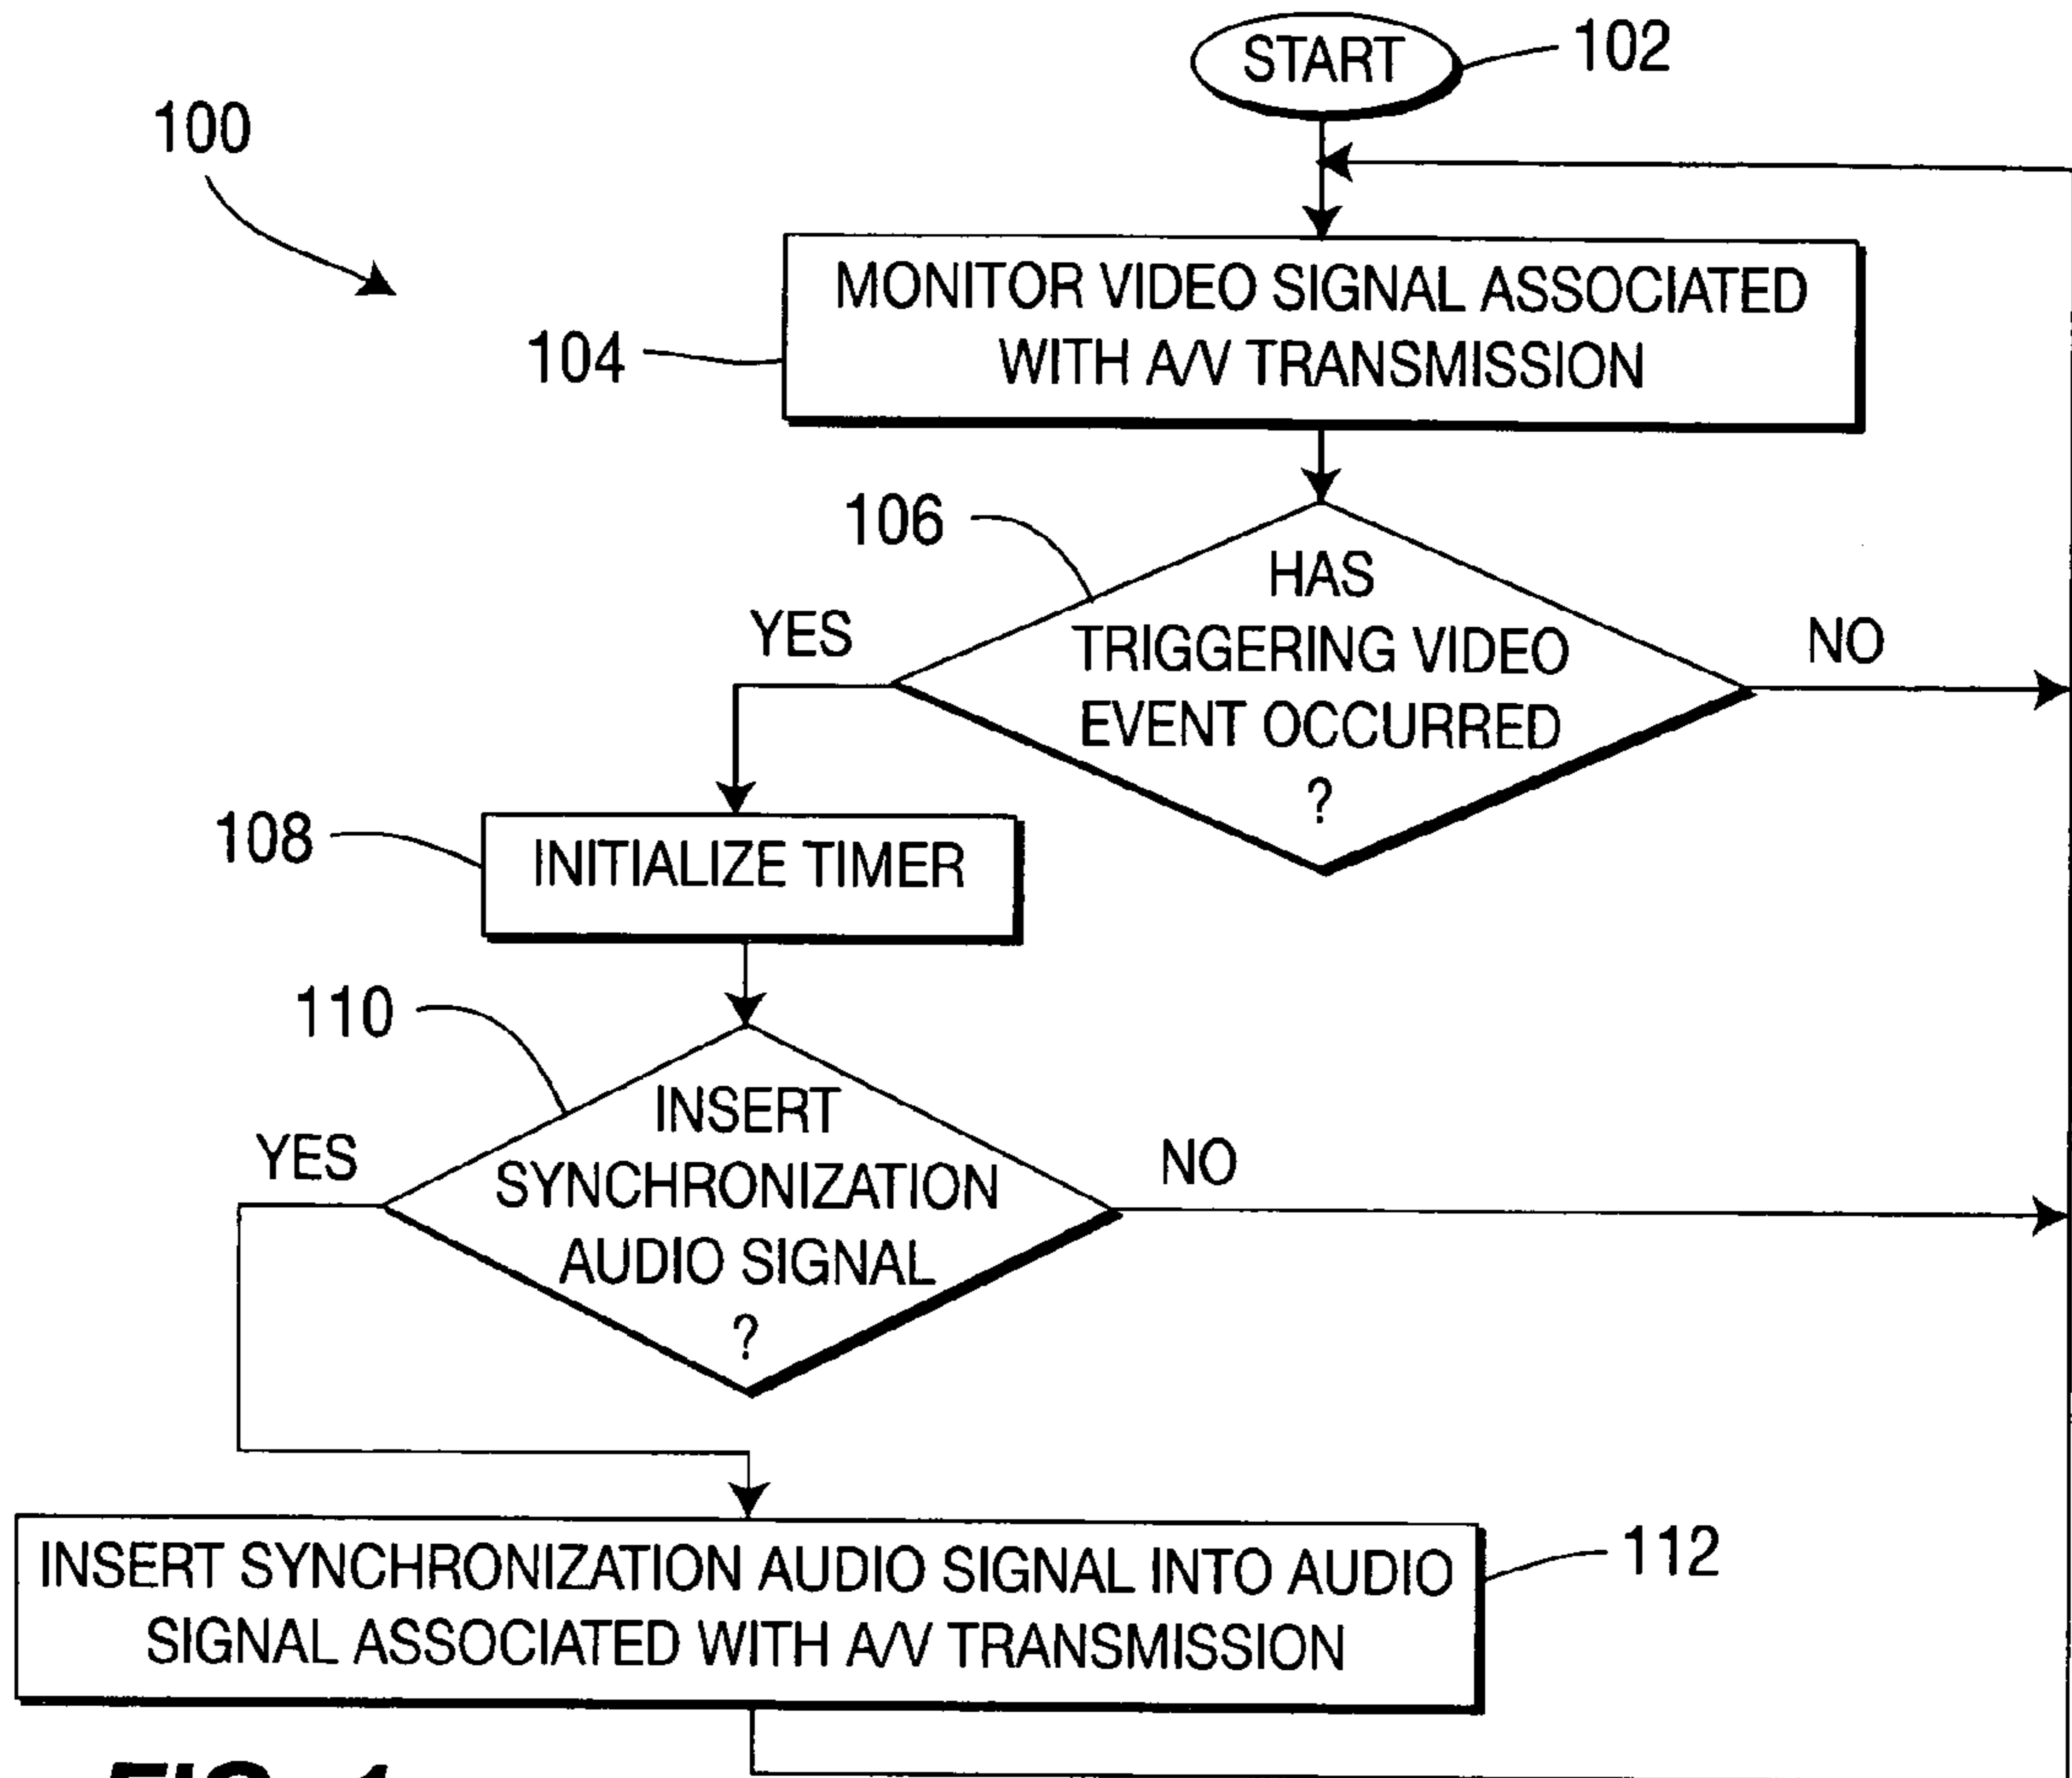 START
102
100
MONITOR VIDEO SIGNAL ASSOCIATED
WITH A/V TRANSMISSION
104
106
HAS
TRIGGERING VIDEO
EVENT OCCURRED
?
YES
NO
108
INITIALIZE TIMER
110
INSERT
SYNCHRONIZATION
AUDIO SIGNAL
?
YES
NO
INSERT SYNCHRONIZATION AUDIO SIGNAL INTO AUDIO
SIGNAL ASSOCIATED WITH A/V TRANSMISSION
112